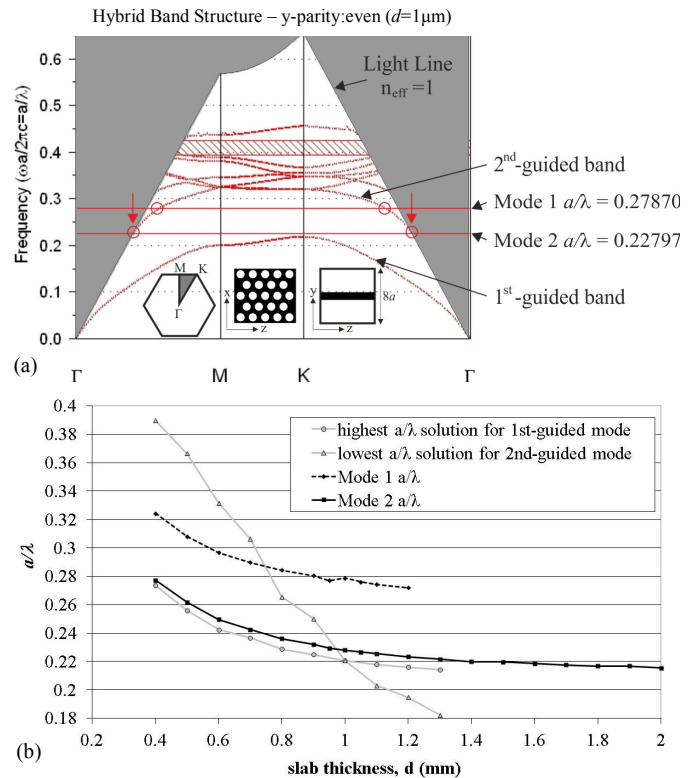 Hybrid Band Structure – y-parity:even (d=1μm)
Frequency (ωa/2πc=a/λ)
0.6
0.5
0.4
0.3
0.2
0.1
0.0
Light Line
n_eff =1
2nd-guided band
Mode 1 a/λ = 0.27870
Mode 2 a/λ = 0.22797
1st-guided band
M K
Γ
x
z
y
z
8a
(a)
Γ M K Γ
a/λ
0.4
0.38
0.36
0.34
0.32
0.3
0.28
0.26
0.24
0.22
0.2
0.18
highest a/λ solution for 1st-guided mode
lowest a/λ solution for 2nd-guided mode
Mode 1 a/λ
Mode 2 a/λ
0.2 0.4 0.6 0.8 1 1.2 1.4 1.6 1.8 2
slab thickness, d (mm)
(b)